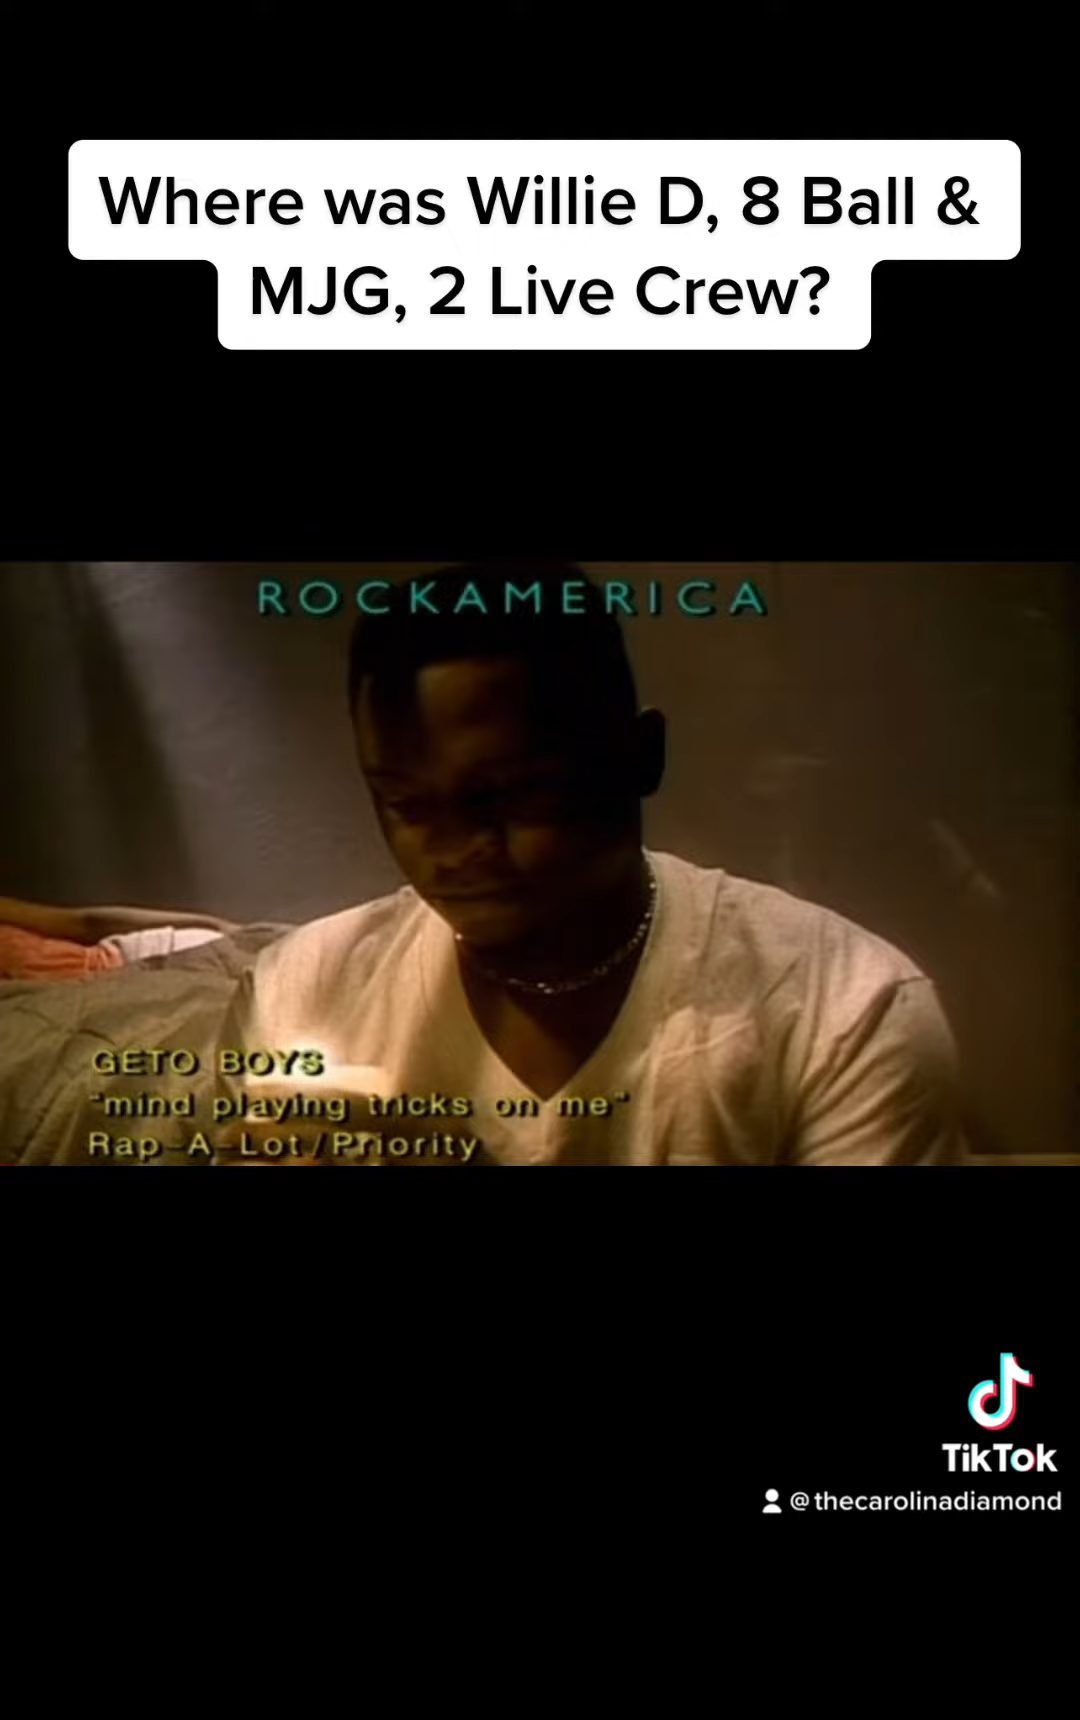 Where was Willie D, 8 Ball &
MJG, 2 Live Crew?
ROCKAMERICA
GETO BOYS
"mind playing tricks on me"
Rap-A-Lot/Priority
TikTok
@thecarolinadiamond